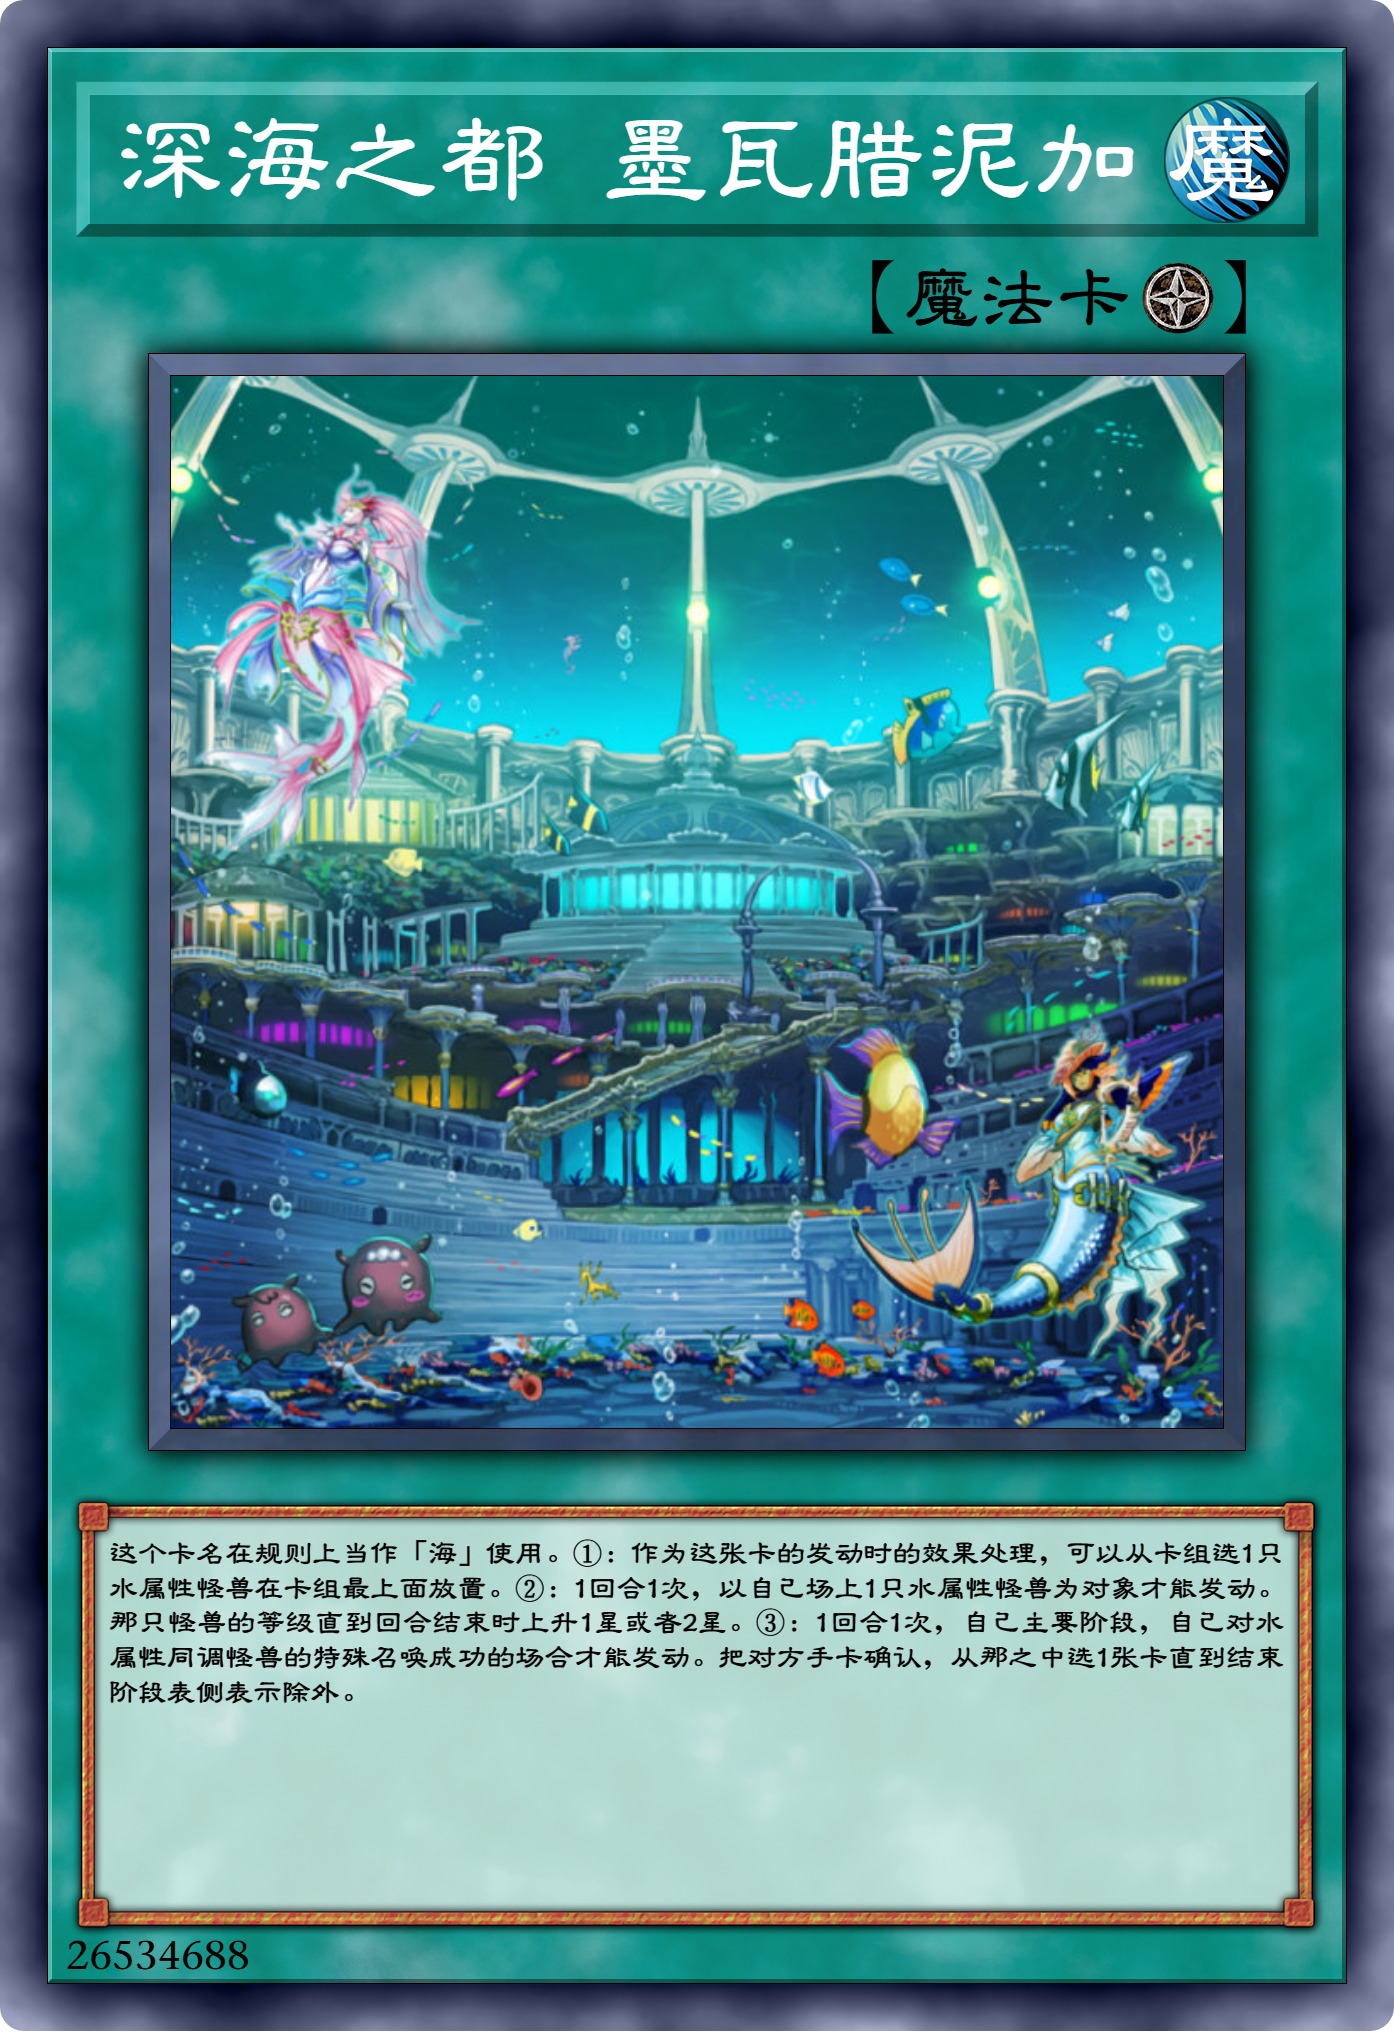 深海之都 墨瓦腊泥加 魔
【魔法卡】
这个卡名在规则上当作「海」使用。①：作为这张卡的发动时的效果处理，可以从卡组选1只
水属性怪兽在卡组最上面放置。②：1回合1次，以自己场上1只水属性怪兽为对象才能发动。
那只怪兽的等级直到回合结束时上升1星或者2星。③：1回合1次，自己主要阶段，自己对水
属性同调怪兽的特殊召唤成功的场合才能发动。把对方手卡确认，从那之中选1张卡直到结束
阶段表侧表示除外。
26534688